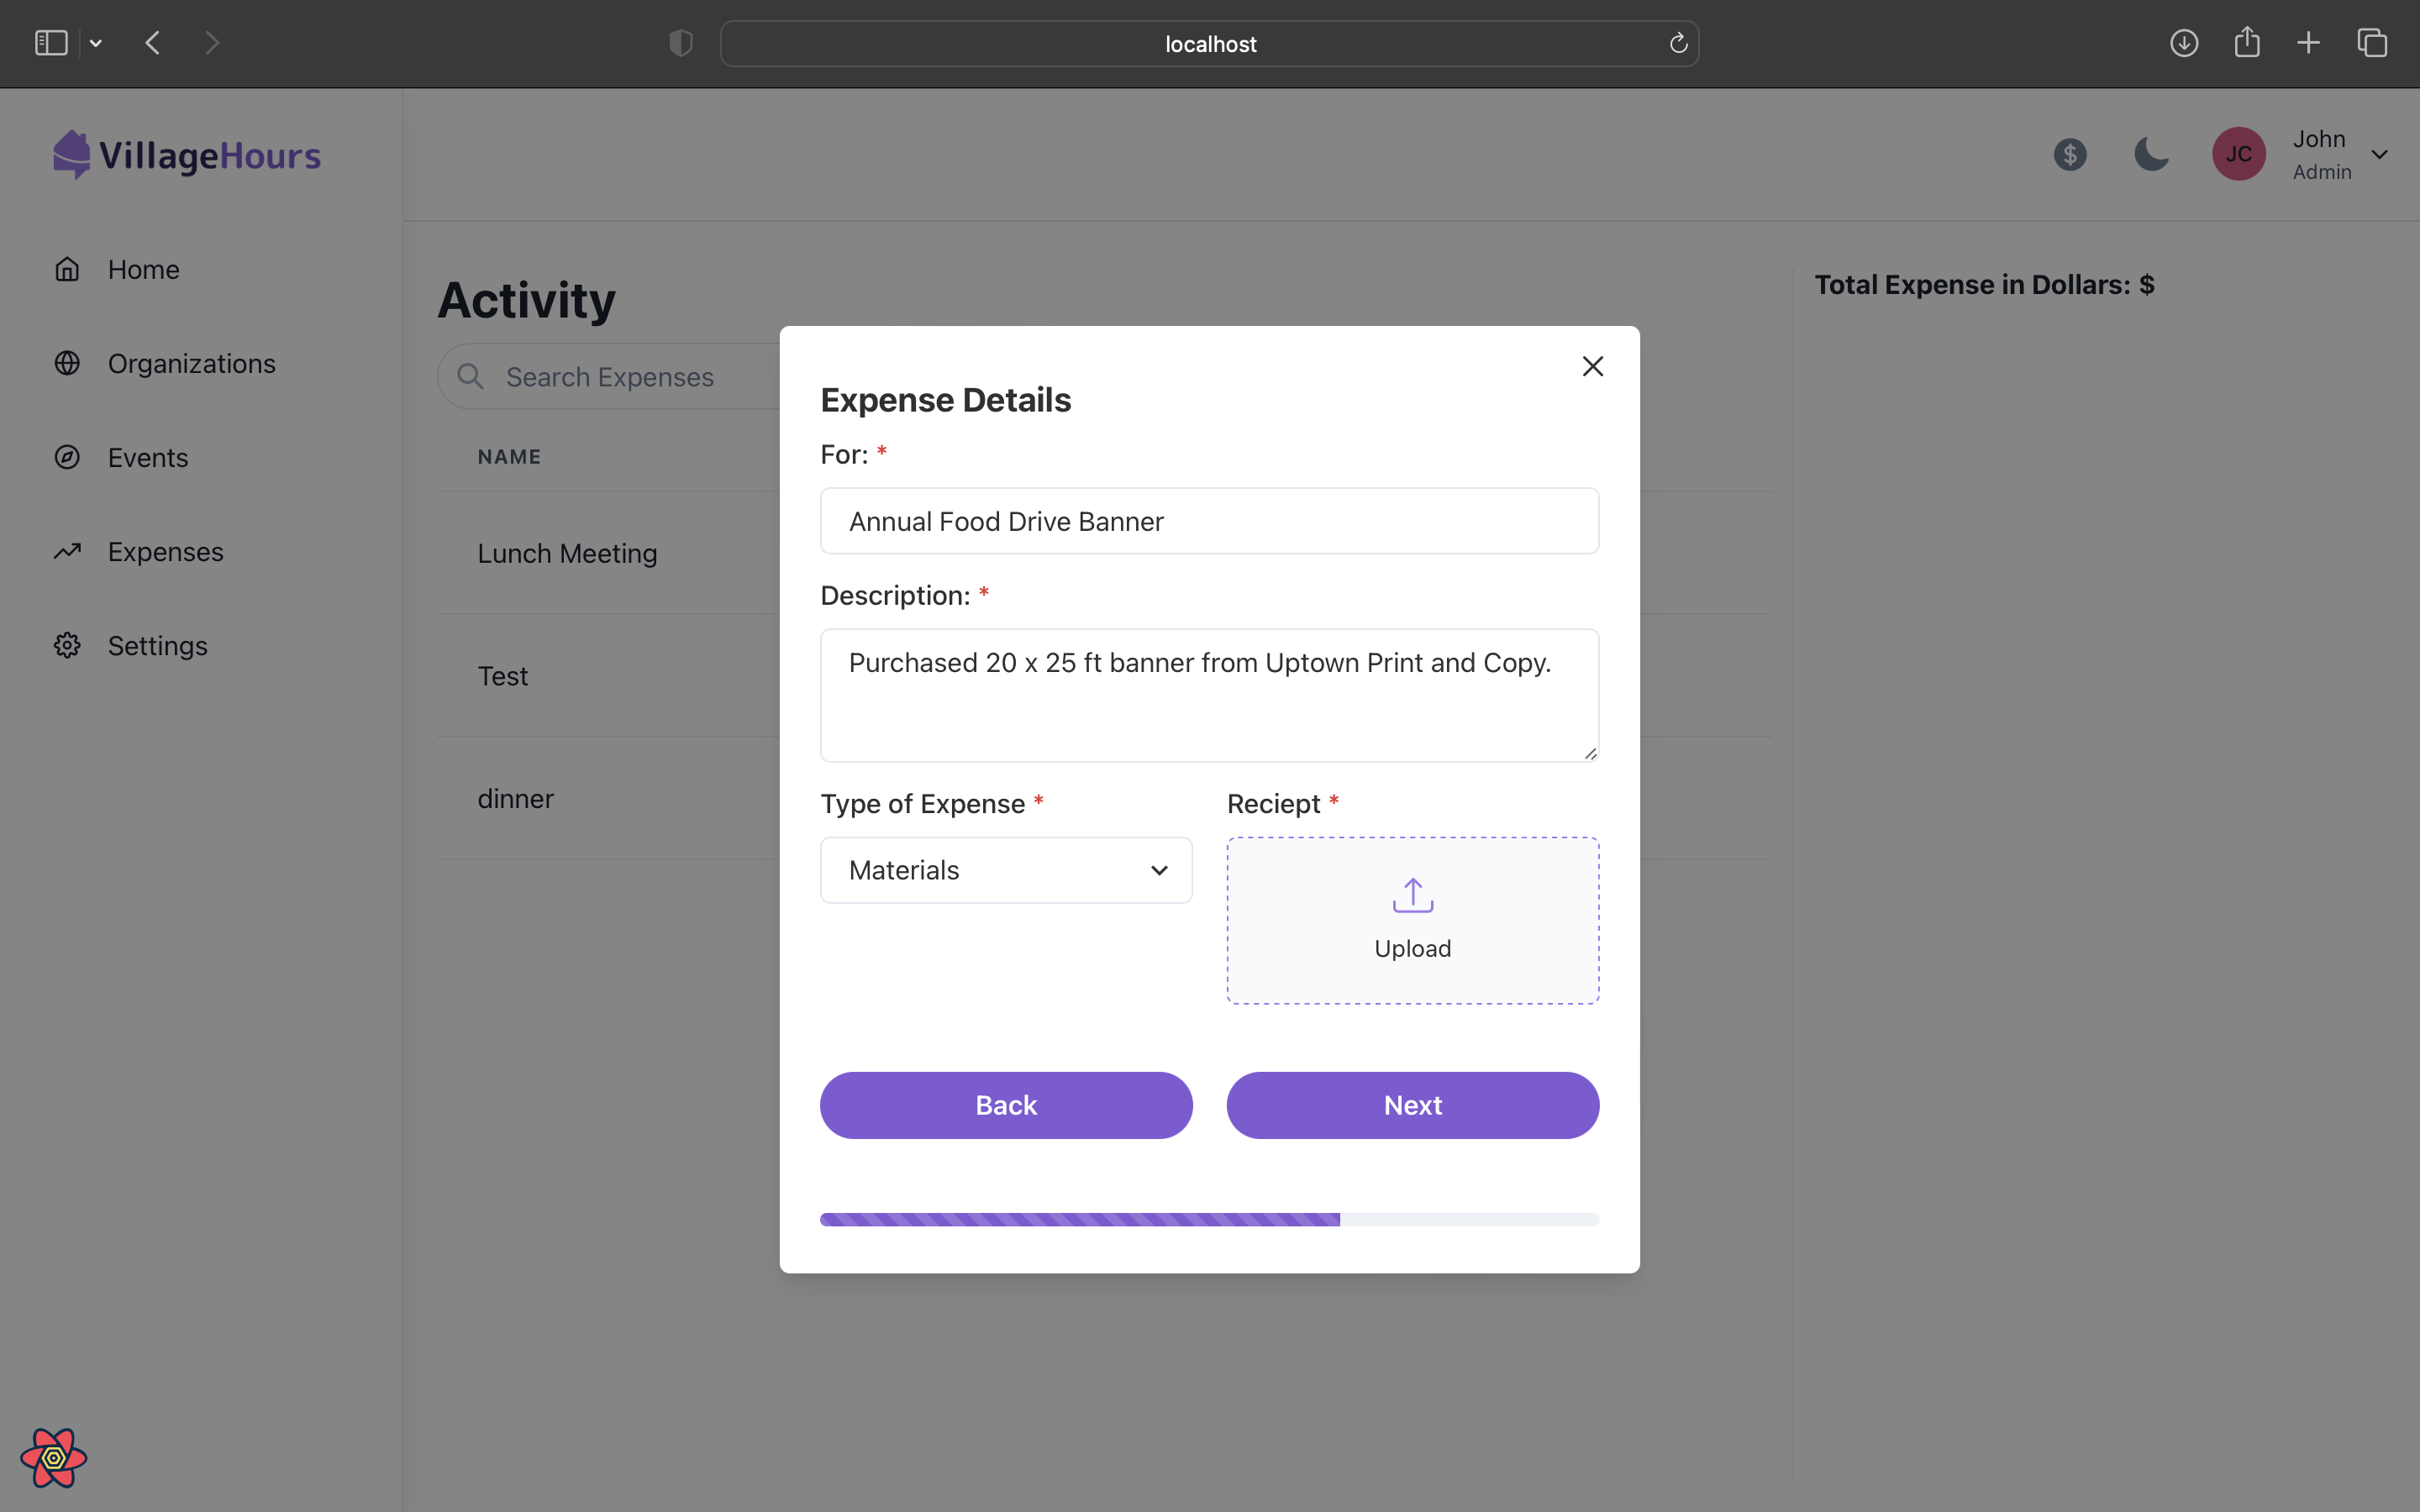 localhost
VillageHours
$
JC
John
Admin
Home
Organizations
Events
Expenses
Settings
Activity
Search Expenses
NAME
Lunch Meeting
Test
dinner
Total Expense in Dollars: $
Expense Details
For: *
Annual Food Drive Banner
Description: *
Purchased 20 x 25 ft banner from Uptown Print and Copy.
Type of Expense *
Reciept *
Materials
Upload
Back
Next